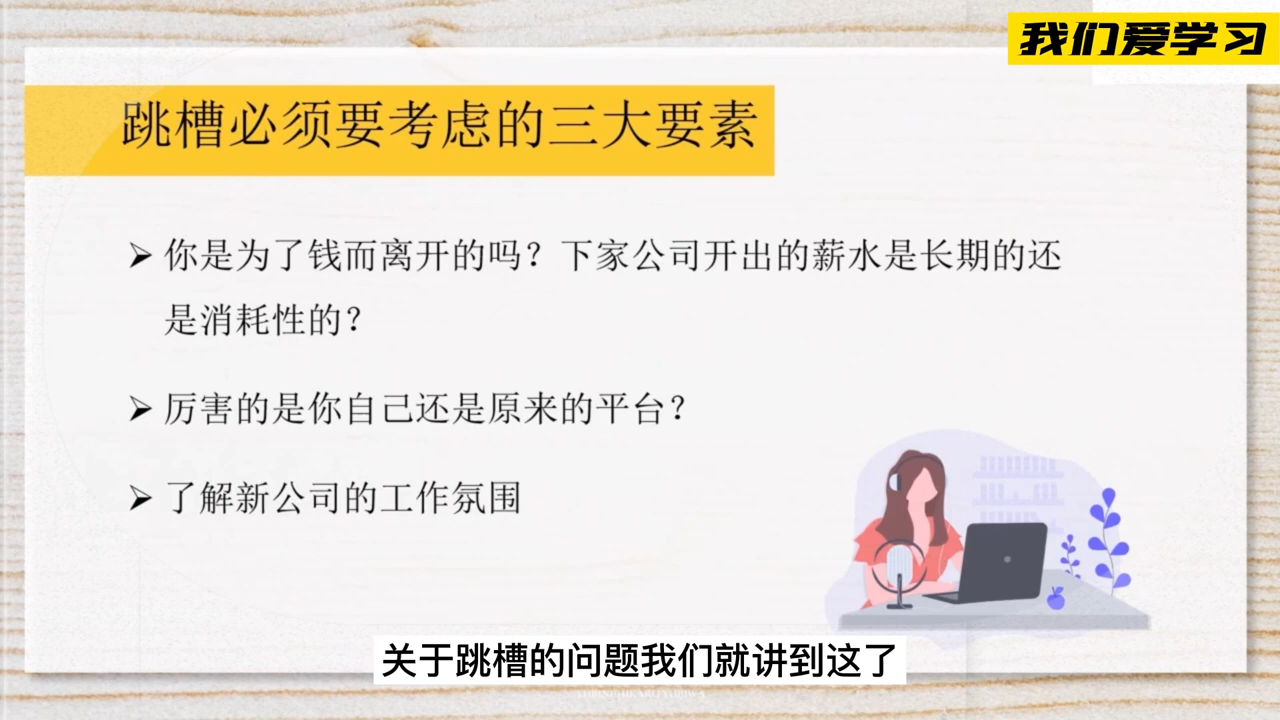 我们爱学习
跳槽必须要考虑的三大要素
你是为了钱而离开的吗？下家公司开出的薪水是长期的还
是消耗性的？
厉害的是你自己还是原来的平台？
了解新公司的工作氛围
关于跳槽的问题我们就讲到这了